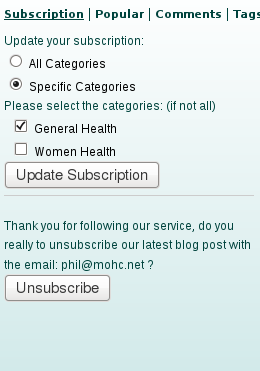 Subscription | Popular | Comments | Tags
Update your subscription:
All Categories
Specific Categories
Please select the categories: (if not all)
General Health
Women Health
Update Subscription
Thank you for following our service, do you
really to unsubscribe our latest blog post with
the email: phil@mohc.net ?
Unsubscribe